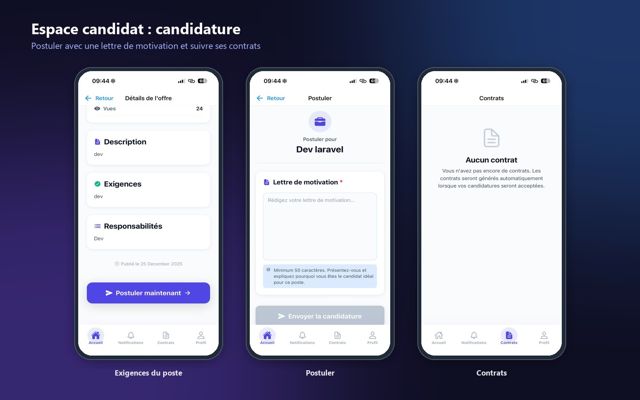 Espace candidat : candidature
Postuler avec une lettre de motivation et suivre ses contrats
09:44
Retour
Détails de l'offre
Vues
24
Description
dev
Exigences
dev
Responsabilités
Dev
Publié le 25 December 2025
Postuler maintenant →
Accueil
Notifications
Contrats
Profil
Exigences du poste
09:44
Retour
Postuler
Postuler pour
Dev laravel
Lettre de motivation *
Rédigez votre lettre de motivation...
Minimum 50 caractères. Présentez-vous et
expliquez pourquoi vous êtes le candidat idéal
pour ce poste.
Envoyer la candidature
Accueil
Notifications
Contrats
Profil
Postuler
09:44
Contrats
Aucun contrat
Vous n'avez pas encore de contrats. Les
contrats seront générés automatiquement
lorsque vos candidatures seront acceptées.
Accueil
Notifications
Contrats
Profil
Contrats